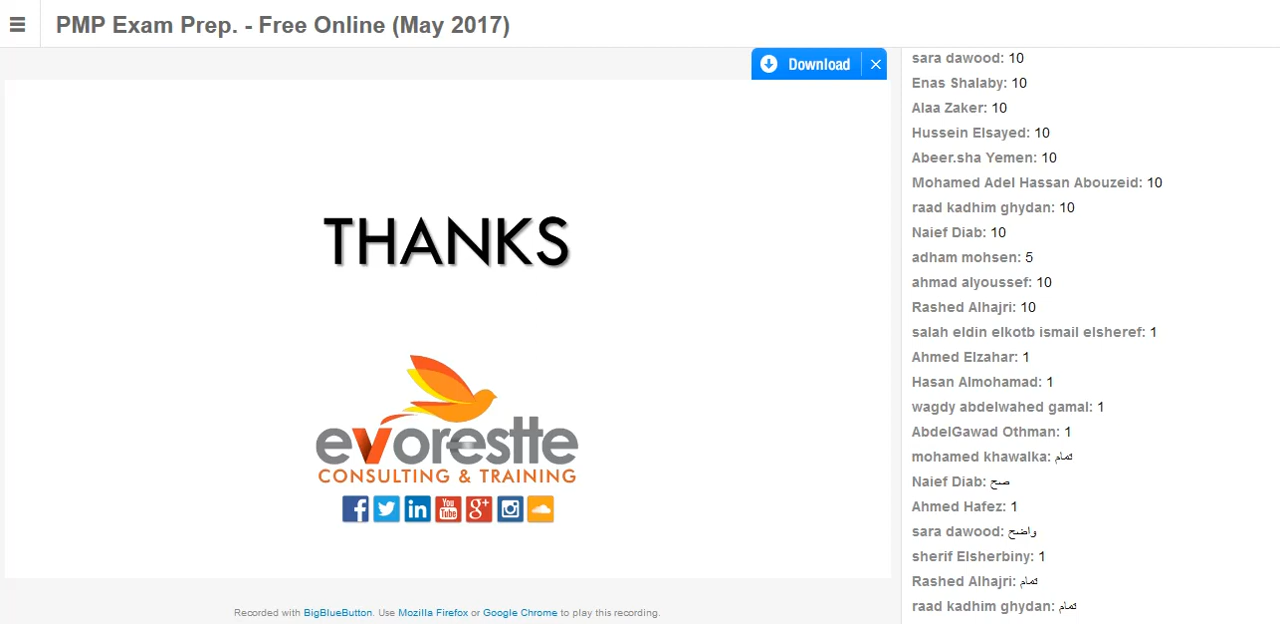 PMP Exam Prep. - Free Online (May 2017)
Download
THANKS
evorestte
CONSULTING & TRAINING
You Tube
Recorded with BigBlueButton. Use Mozilla Firefox or Google Chrome to play this recording.
sara dawood: 10
Enas Shalaby: 10
Alaa Zaker: 10
Hussein Elsayed: 10
Abeer.sha Yemen: 10
Mohamed Adel Hassan Abouzeid: 10
raad kadhim ghydan: 10
Naief Diab: 10
adham mohsen: 5
ahmad alyoussef: 10
Rashed Alhajri: 10
salah eldin elkotb ismail elsheref: 1
Ahmed Elzahar: 1
Hasan Almohamad: 1
wagdy abdelwahed gamal: 1
AbdelGawad Othman: 1
mohamed khawalka: تمام
Naief Diab: صح
Ahmed Hafez: 1
sara dawood: واضح
sherif Elsherbiny: 1
Rashed Alhajri: تمام
raad kadhim ghydan: تمام